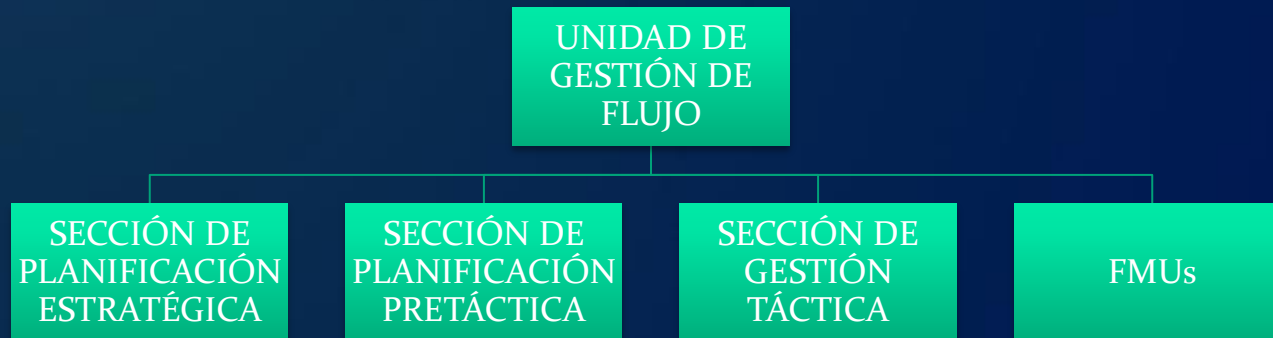 UNIDAD DE
GESTIÓN DE
FLUJO
SECCIÓN DE
PLANIFICACIÓN
ESTRATÉGICA
SECCIÓN DE
PLANIFICACIÓN
PRETÁCTICA
SECCIÓN DE
GESTIÓN
TÁCTICA
FMUs